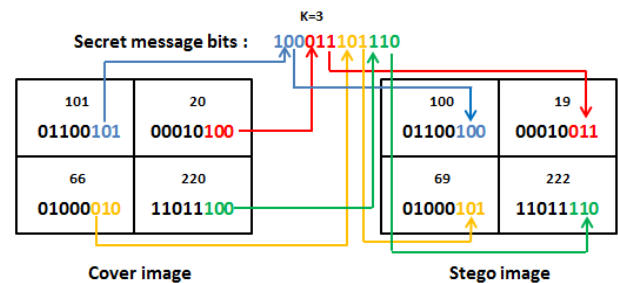 K=3
Secret message bits : 100011101110
101 20 100 19
01100101 00010100 01100100 00010011
66 220 69 222
01000010 11011100 01000101 11011110
Cover image Stego image